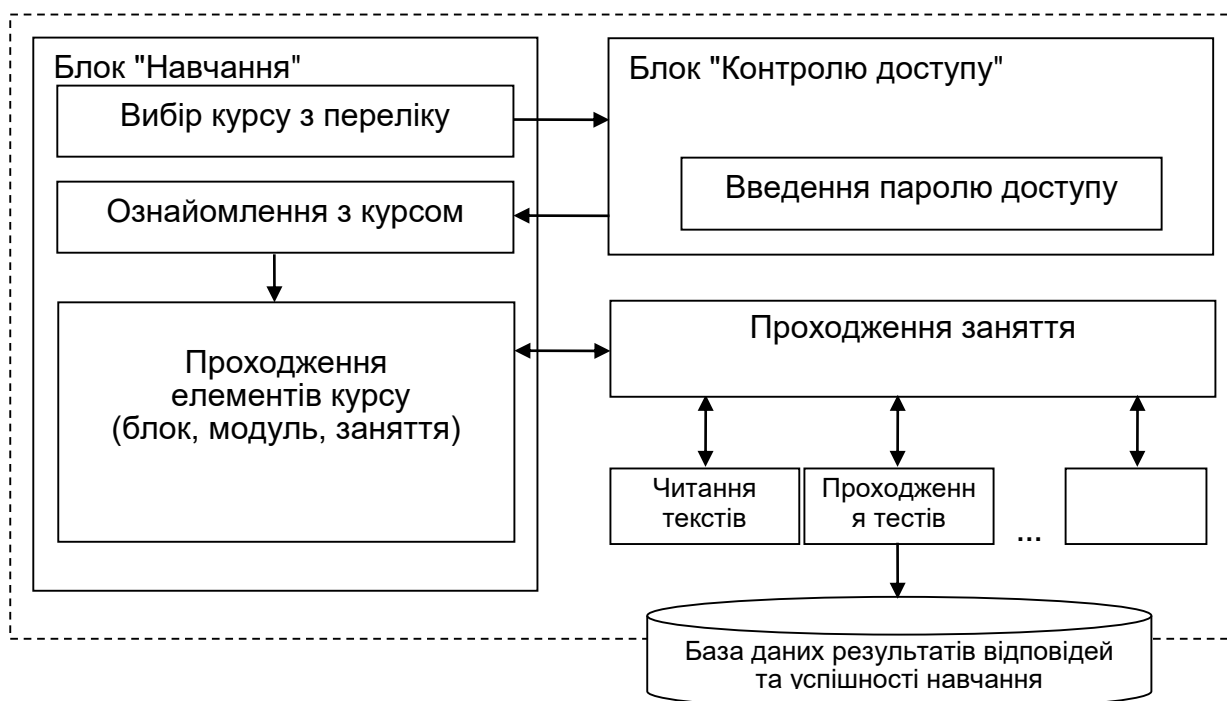 Блок "Навчання"
Вибір курсу з переліку
Ознайомлення з курсом
Проходження
елементів курсу
(блок, модуль, заняття)
Блок "Контролю доступу"
Введення паролю доступу
Проходження заняття
Читання
текстів
Проходженн
я тестів
...
База даних результатів відповідей
та успішності навчання